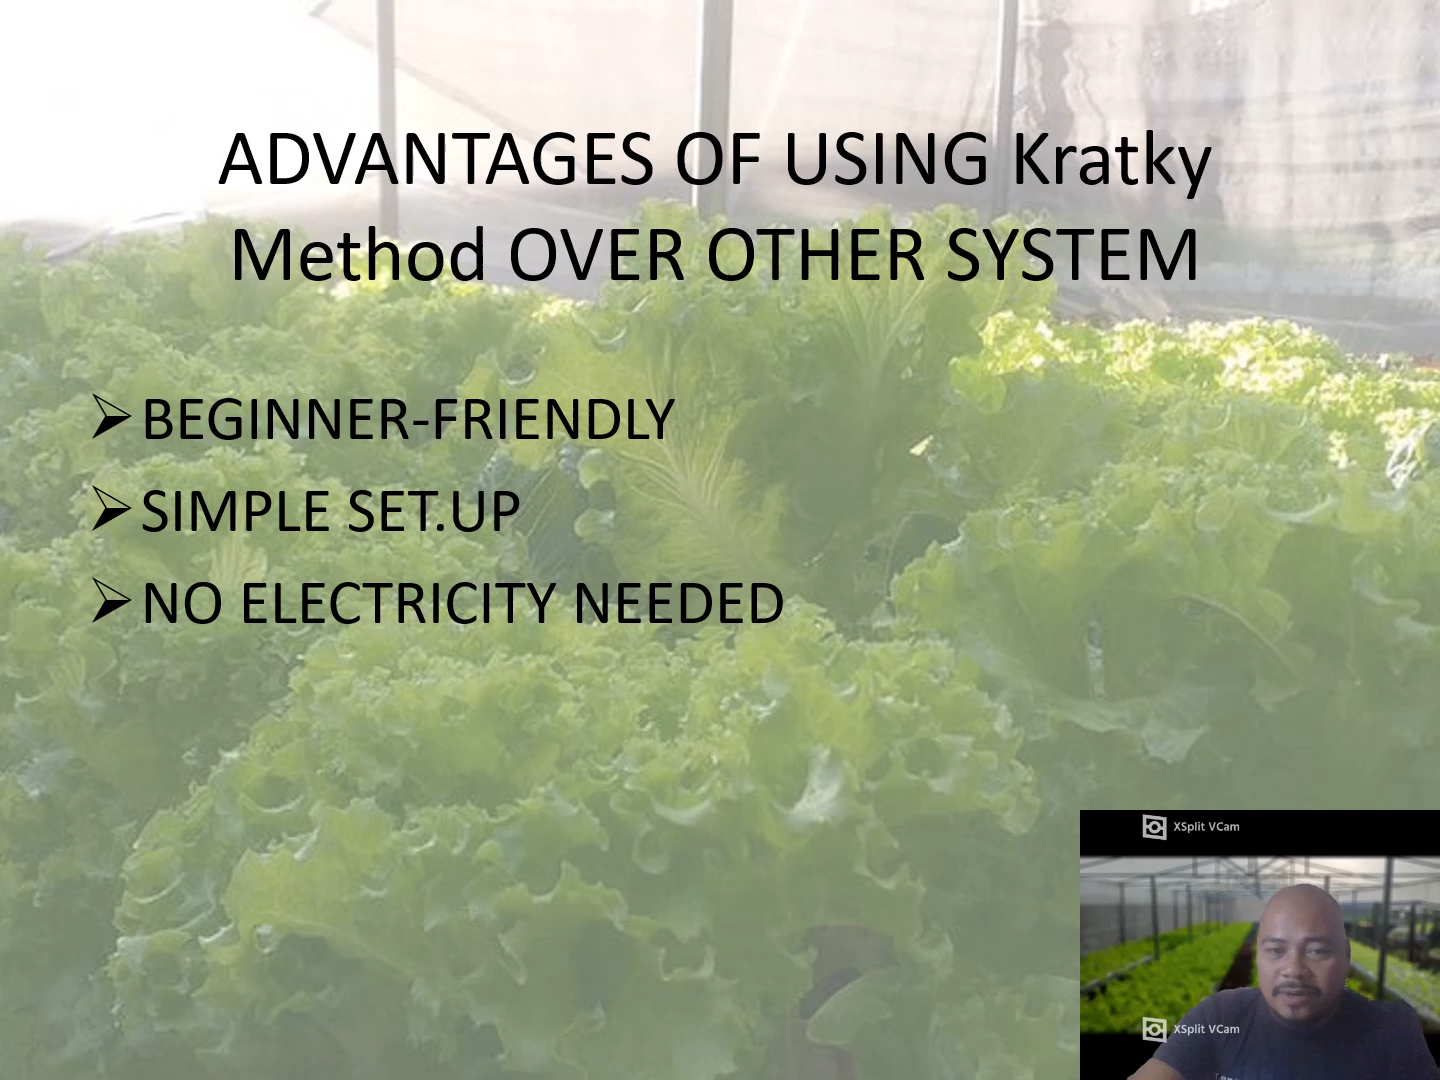 ADVANTAGES OF USING Kratky
Method OVER OTHER SYSTEM
➢BEGINNER-FRIENDLY
➢SIMPLE SET.UP
➢NO ELECTRICITY NEEDED
XSplit VCam
XSplit VCam